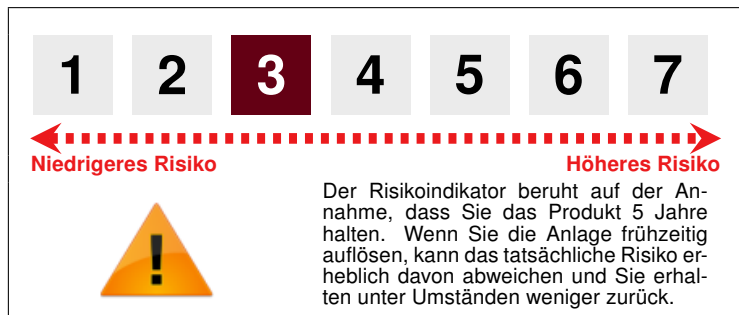 1 2 3 4 5 6 7
Niedrigeres Risiko Höheres Risiko
!
Der Risikoindikator beruht auf der An-
nahme, dass Sie das Produkt 5 Jahre
halten. Wenn Sie die Anlage frühzeitig
auflösen, kann das tatsächliche Risiko er-
heblich davon abweichen und Sie erhal-
ten unter Umständen weniger zurück.